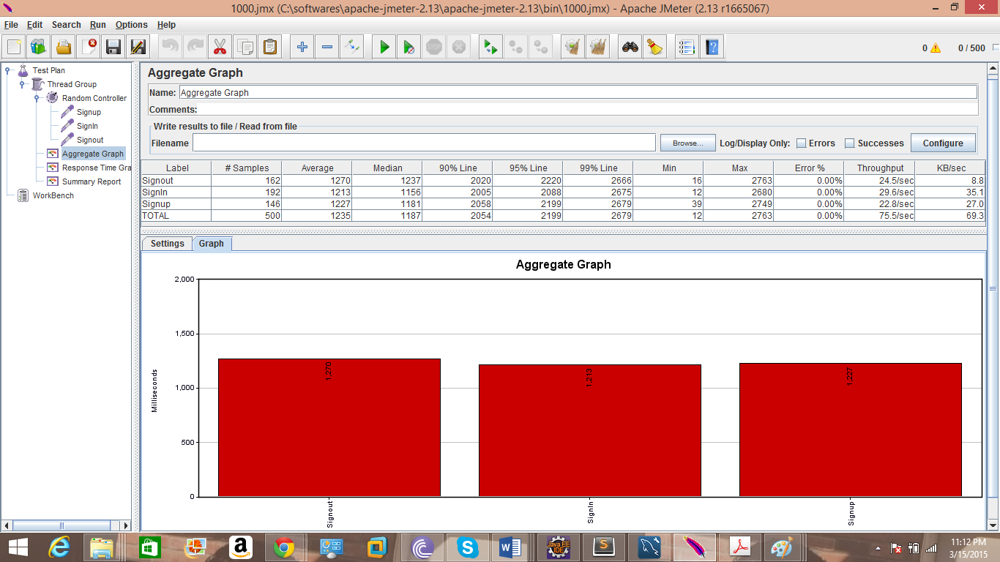 1000.jmx (C:\softwares\apache-jmeter-2.13\apache-jmeter-2.13\bin\1000.jmx) - Apache JMeter (2.13 r1665067)
File Edit Search Run Options Help
0 0 / 500
Test Plan
Thread Group
Random Controller
Signup
SignIn
Signout
Aggregate Graph
Response Time Gra
Summary Report
WorkBench
Aggregate Graph
Name: Aggregate Graph
Comments:
Write results to file / Read from file
Filename Browse... Log/Display Only: Errors Successes Configure
Label # Samples Average Median 90% Line 95% Line 99% Line Min Max Error % Throughput KB/sec
Signout 162 1270 1237 2020 2220 2666 16 2763 0.00% 24.5/sec 8.8
SignIn 192 1213 1156 2005 2088 2675 12 2680 0.00% 29.6/sec 35.1
Signup 146 1227 1181 2058 2199 2679 39 2749 0.00% 22.8/sec 27.0
TOTAL 500 1235 1187 2054 2199 2679 12 2763 0.00% 75.5/sec 69.3
Settings Graph
Aggregate Graph
Milliseconds
2,000
1,500
1,000
500
0
1,270 1,213 1,227
Signout SignIn Signup
Java EE
IDE
11:12 PM
3/15/2015